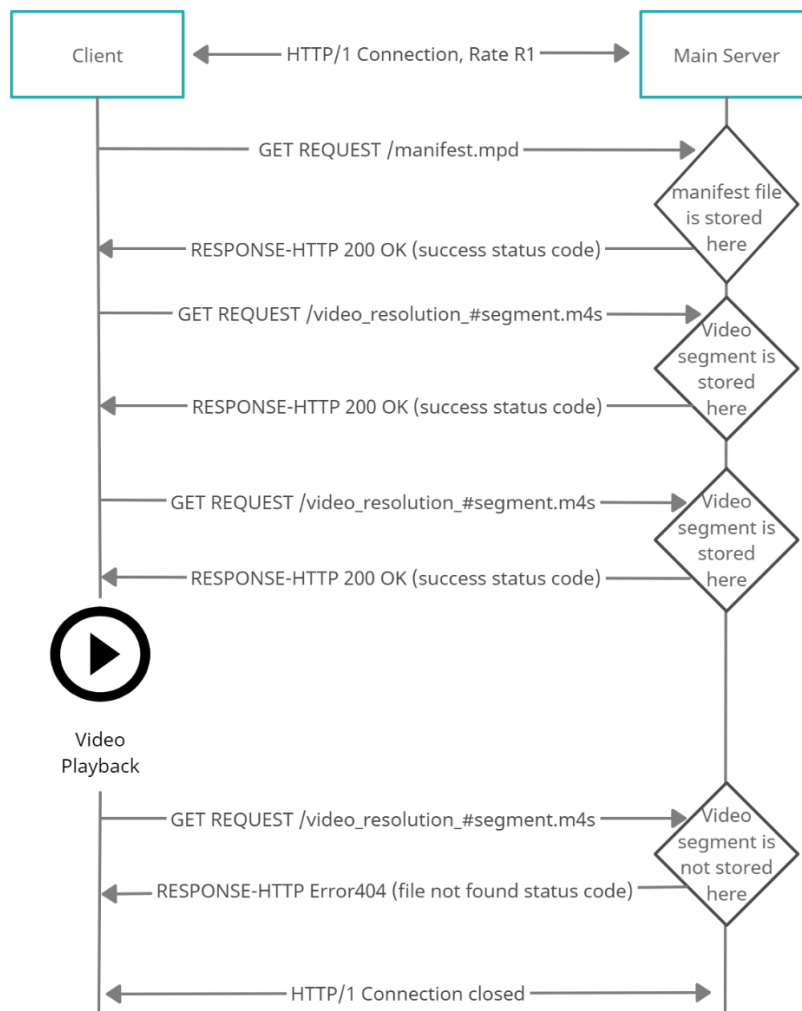 Client
HTTP/1 Connection, Rate R1
Main Server
GET REQUEST /manifest.mpd
manifest file
is stored
here
RESPONSE-HTTP 200 OK (success status code)
GET REQUEST /video_resolution_#segment.m4s
Video
segment is
stored
here
RESPONSE-HTTP 200 OK (success status code)
GET REQUEST /video_resolution_#segment.m4s
Video
segment is
stored
here
RESPONSE-HTTP 200 OK (success status code)
Video
Playback
GET REQUEST /video_resolution_#segment.m4s
Video
segment is
not stored
here
RESPONSE-HTTP Error404 (file not found status code)
HTTP/1 Connection closed